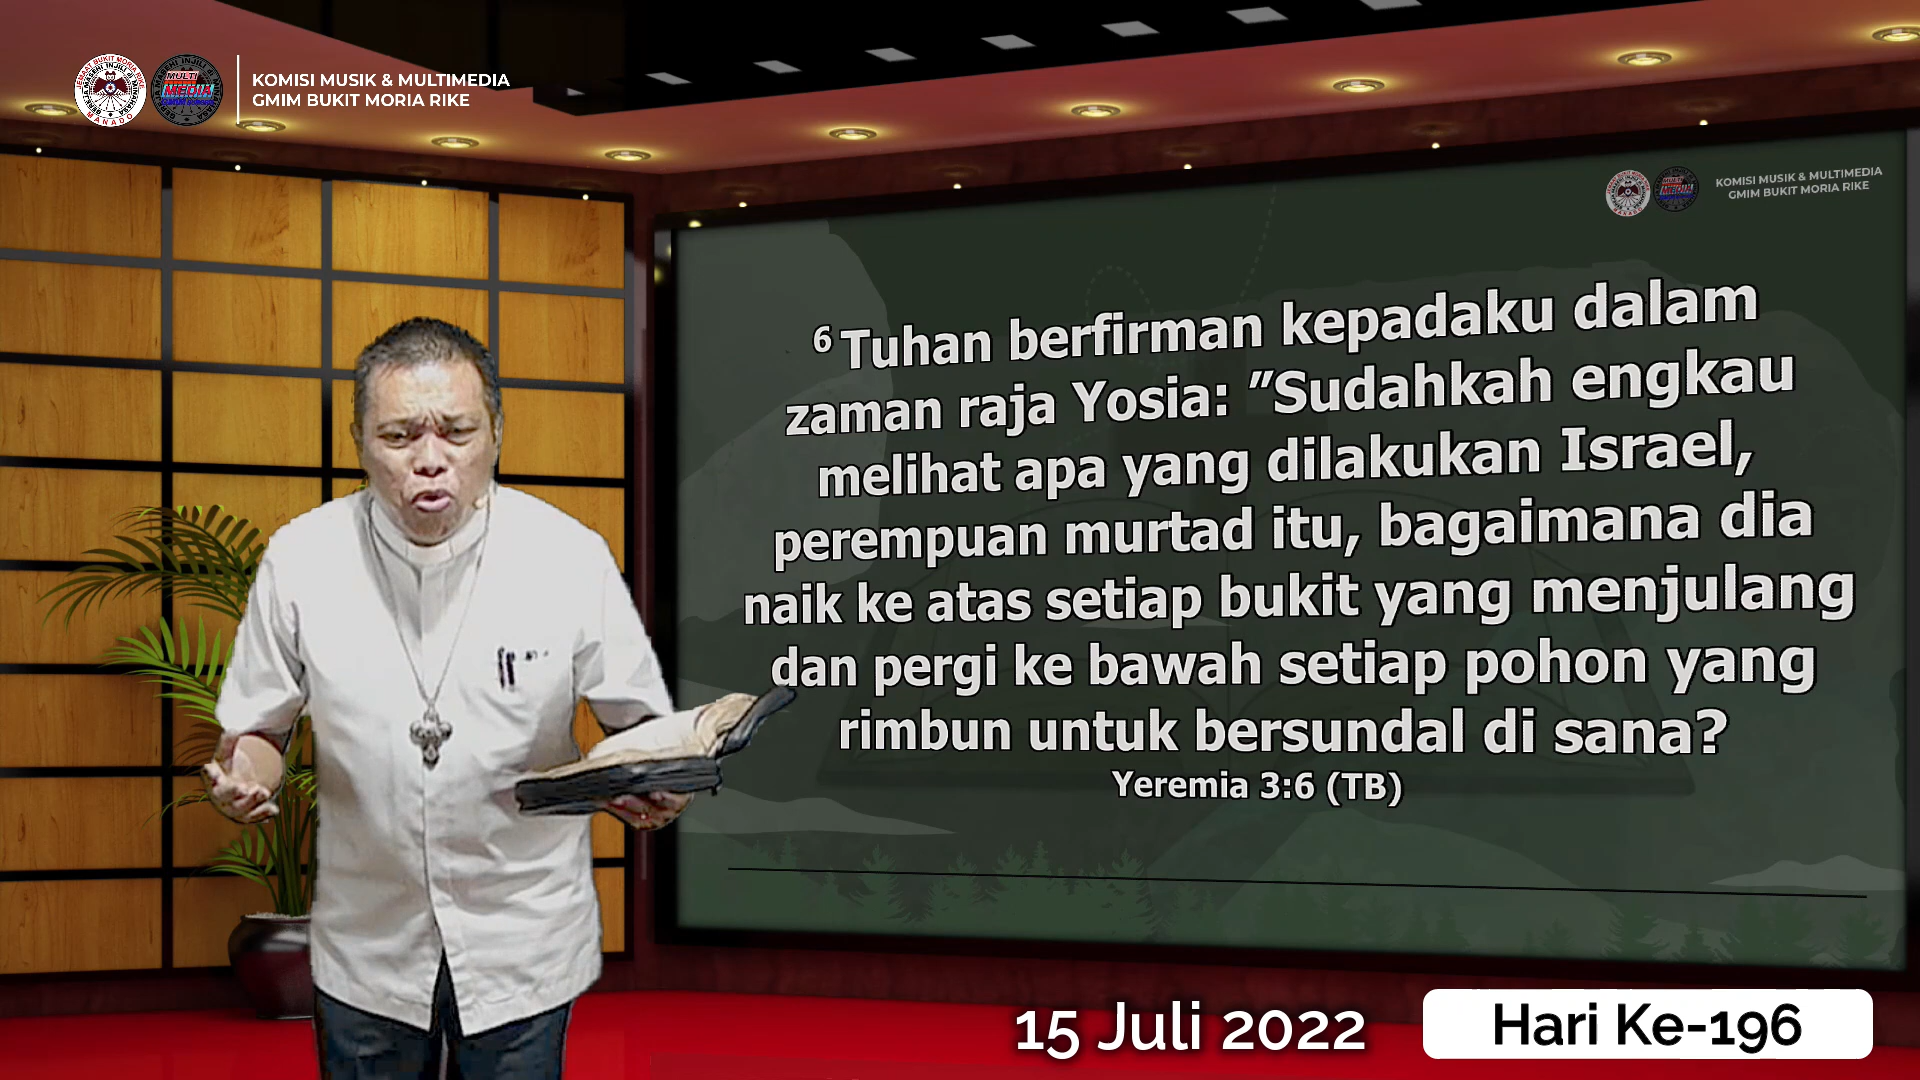 KOMISI MUSIK & MULTIMEDIA
GMIM BUKIT MORIA RIKE
KOMISI MUSIK & MULTIMEDIA
GMIM BUKIT MORIA RIKE
6 Tuhan berfirman kepadaku dalam
zaman raja Yosia: ”Sudahkah engkau
melihat apa yang dilakukan Israel,
perempuan murtad itu, bagaimana dia
naik ke atas setiap bukit yang menjulang
dan pergi ke bawah setiap pohon yang
rimbun untuk bersundal di sana?
Yeremia 3:6 (TB)
15 Juli 2022
Hari Ke-196